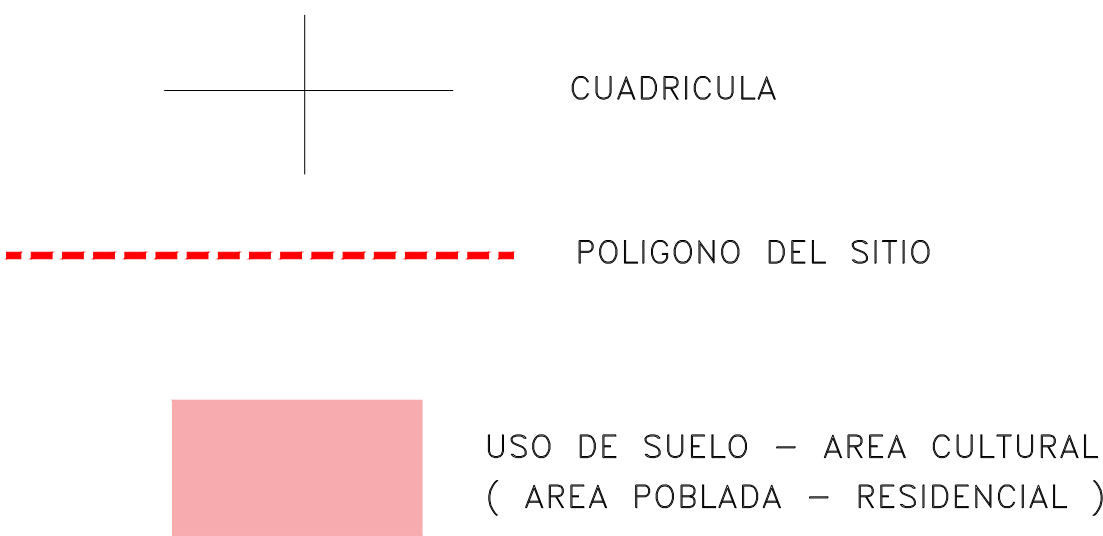 CUADRICULA
POLIGONO DEL SITIO
USO DE SUELO – AREA CULTURAL
( AREA POBLADA – RESIDENCIAL )